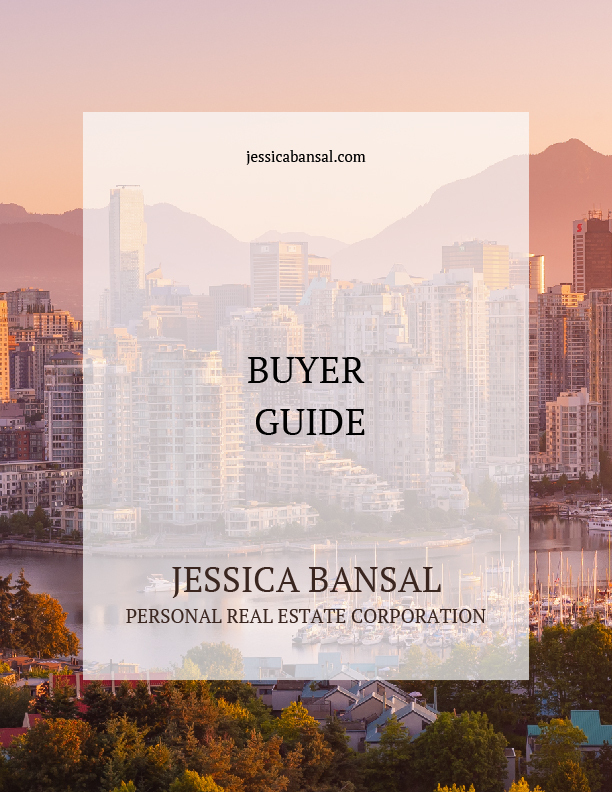 jessicabansal.com
BUYER
GUIDE
JESSICA BANSAL
PERSONAL REAL ESTATE CORPORATION